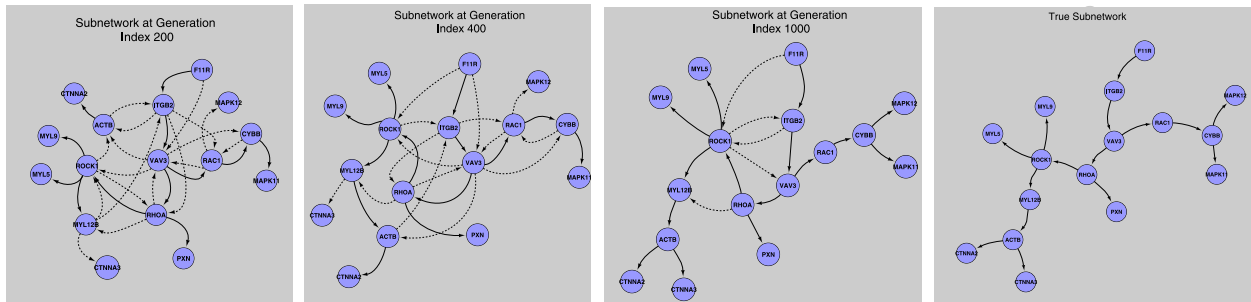 Subnetwork at Generation
Index 200
F11R
CTNNA2
ITGB2
MAPK12
ACTB
MYL9
CYBB
VAV3
RAC1
ROCK1
MYL5
MAPK11
RHOA
MYL12B
PXN
CTNNA3
Subnetwork at Generation
Index 400
F11R
MYL5
MAPK12
MYL9
ROCK1
ITGB2
RAC1
CYBB
VAV3
MYL12B
MAPK11
RHOA
CTNNA3
ACTB
PXN
CTNNA2
Subnetwork at Generation
Index 1000
F11R
MYL5
MYL9
MAPK12
ITGB2
ROCK1
CYBB
RAC1
MAPK11
VAV3
MYL12B
RHOA
ACTB
PXN
CTNNA2
CTNNA3
True Subnetwork
F11R
ITGB2
MAPK12
MYL9
RAC1
MYL5
CYBB
VAV3
ROCK1
MAPK11
RHOA
MYL12B
PXN
ACTB
CTNNA2
CTNNA3